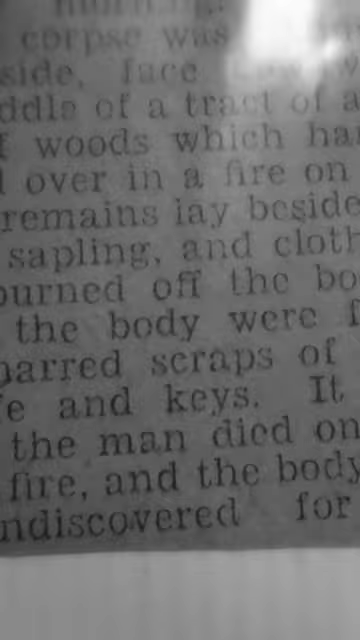 corpse was
side, face
ddle of a tract of a
f woods which ha
l over in a fire on
remains lay beside
sapling, and cloth
burned off the bo
the body were f
harred scraps of
fe and keys. It
the man died on
fire, and the body
ndiscovered for